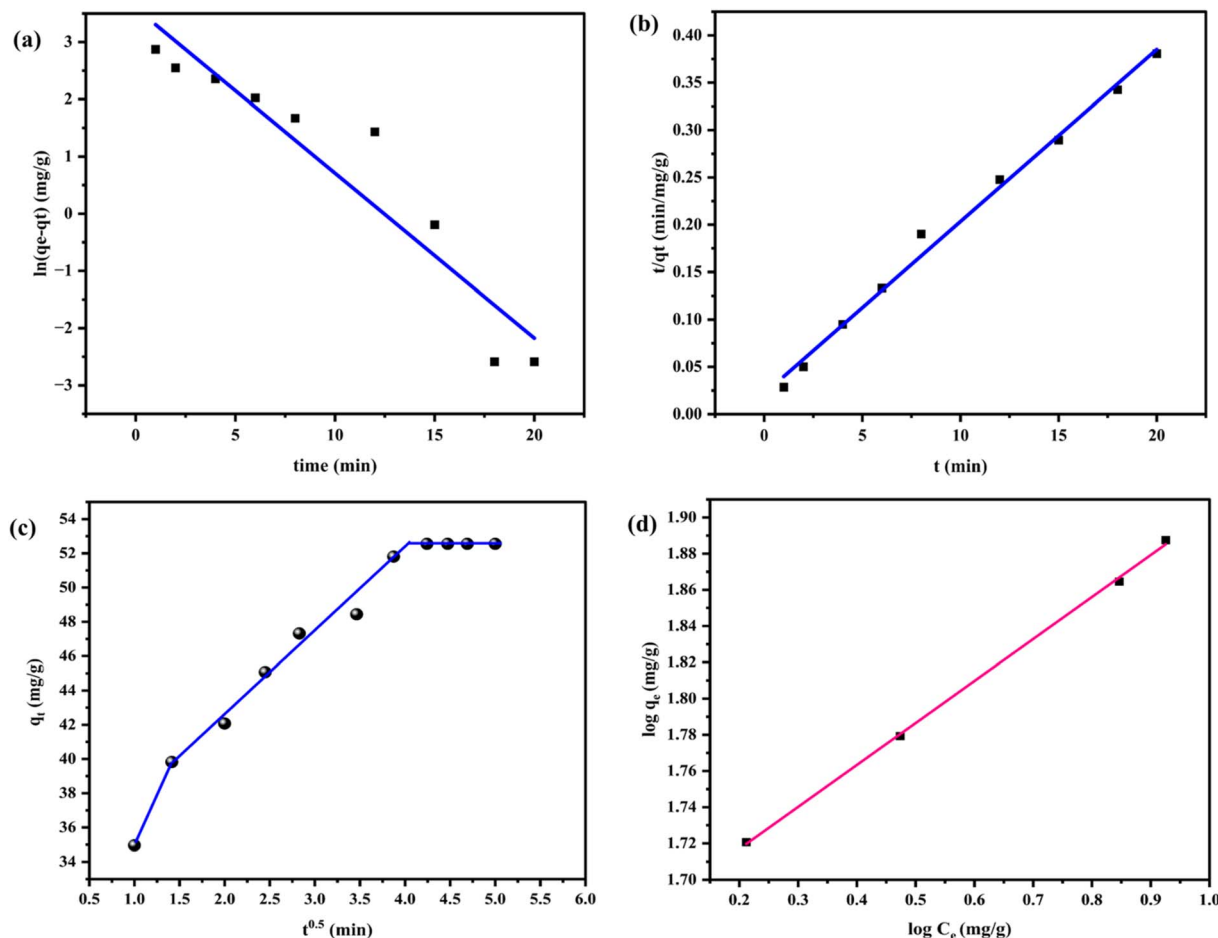 (a)
3
2
1
0
−1
−2
−3
ln(qe-qt) (mg/g)
0 5 10 15 20
time (min)
(b)
0.40
0.35
0.30
0.25
0.20
0.15
0.10
0.05
0.00
t/qt (min/mg/g)
0 5 10 15 20
t (min)
(c)
54
52
50
48
46
44
42
40
38
36
34
qt (mg/g)
0.5 1.0 1.5 2.0 2.5 3.0 3.5 4.0 4.5 5.0 5.5 6.0
t0.5 (min)
(d)
1.90
1.88
1.86
1.84
1.82
1.80
1.78
1.76
1.74
1.72
1.70
log qe (mg/g)
0.2 0.3 0.4 0.5 0.6 0.7 0.8 0.9 1.0
log Ce (mg/g)